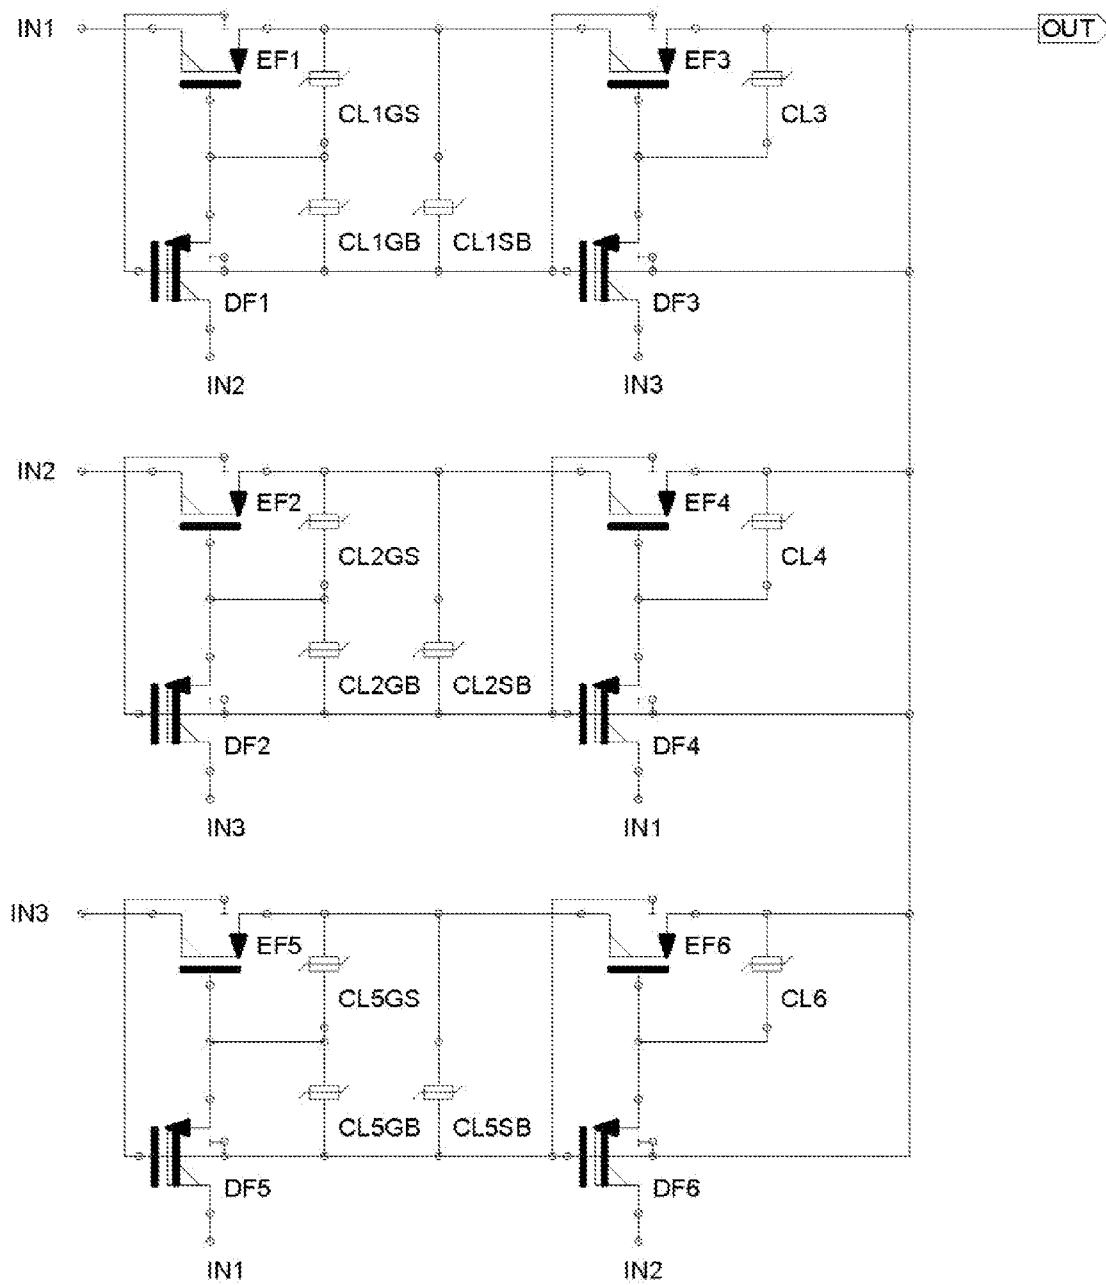 IN1
OUT
EF1
EF3
CL1GS
CL3
CL1GB
CL1SB
DF1
DF3
IN2
IN3
IN2
EF2
EF4
CL2GS
CL4
CL2GB
CL2SB
DF2
DF4
IN3
IN1
IN3
EF5
EF6
CL5GS
CL6
CL5GB
CL5SB
DF5
DF6
IN1
IN2